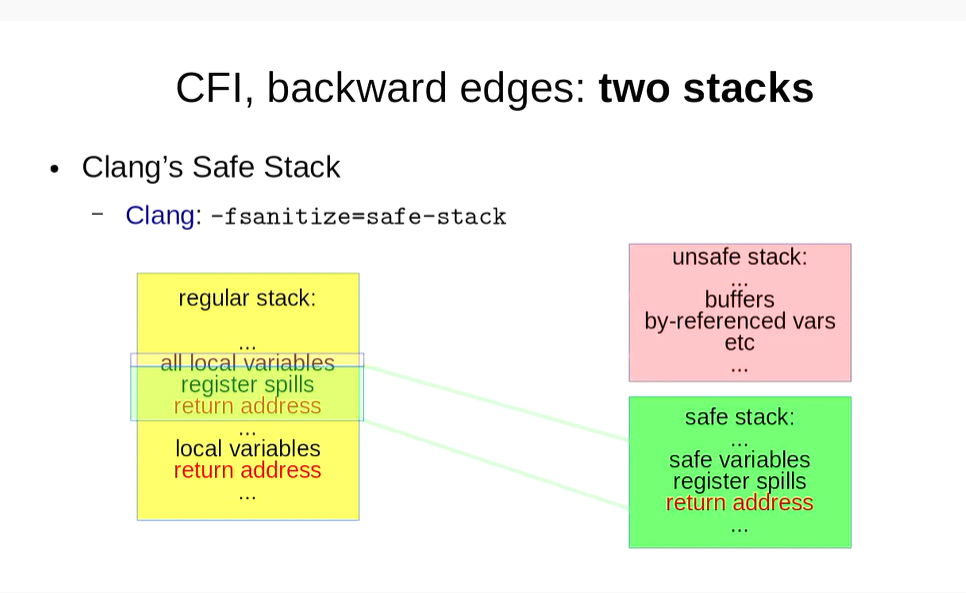 CFI, backward edges: two stacks
• Clang’s Safe Stack
– Clang: -fsanitize=safe-stack
regular stack:
...
all local variables
register spills
return address
...
local variables
return address
...
unsafe stack:
...
buffers
by-referenced vars
etc
...
safe stack:
...
safe variables
register spills
return address
...